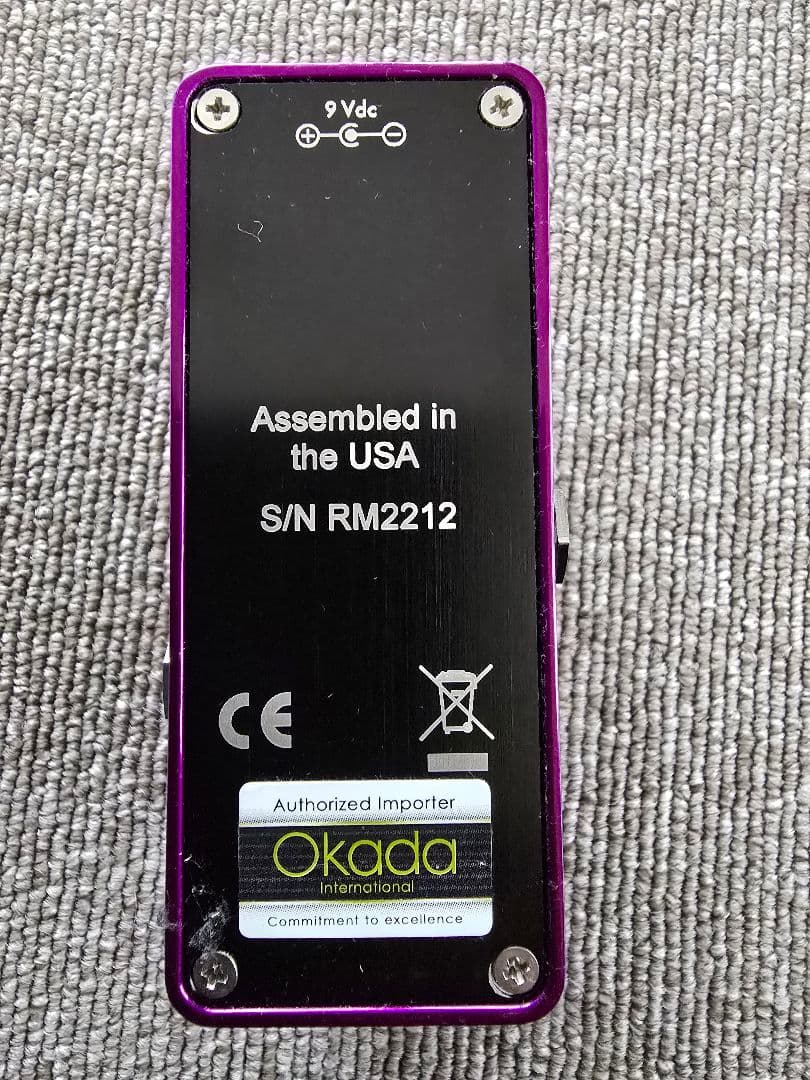 9 Vdc
Assembled in
the USA
S/N RM2212
CE
Authorized Importer
Okada
International
Commitment to excellence